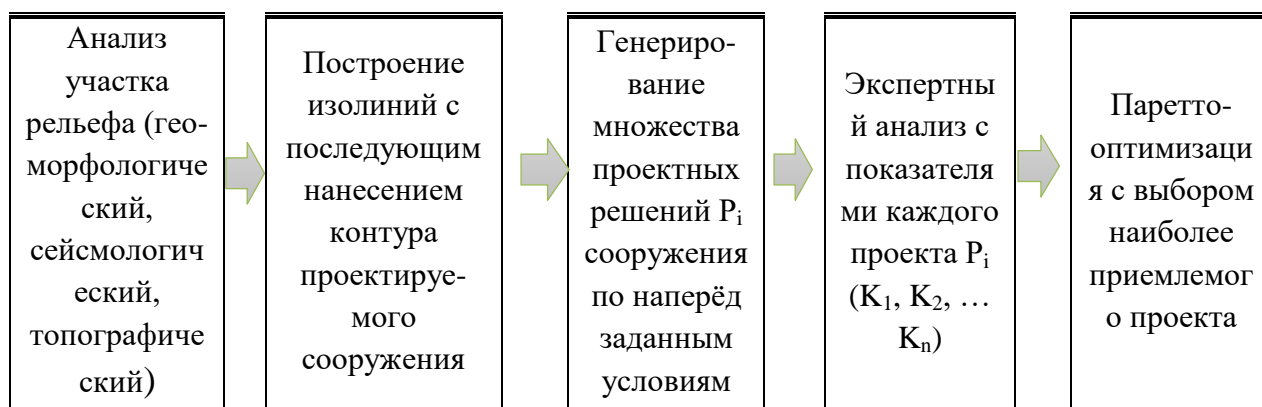 Анализ
участка
рельефа (гео-
морфологиче
ский,
сейсмологич
еский,
топографиче
ский)
Построение
изолиний с
последующим
нанесением
контура
проектируе-
мого
сооружения
Генериро-
вание
множества
проектных
решений Pi
сооружения
по наперёд
заданным
условиям
Экспертны
й анализ с
показателя
ми каждого
проекта Pi
(K1, K2, …
Kn)
Паретто-
оптимизаци
я с выбором
наиболее
приемлемог
о проекта